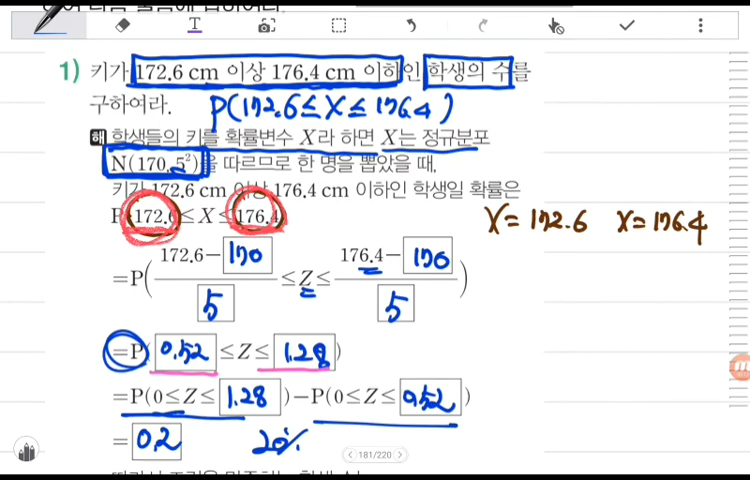 1) 키가 172.6 cm 이상 176.4 cm 이하인 학생의 수를
구하여라. P(172.6≤X≤176.4)
해 학생들의 키를 확률변수 X라 하면 X는 정규분포
N(170, 5²)을 따르므로 한 명을 뽑았을 때,
키가 172.6 cm 이상 176.4 cm 이하인 학생일 확률은
P(172.6≤X≤176.4) X=172.6 X=176.4
=P(172.6−170/5 ≤Z≤ 176.4−170/5)
=P(0.52≤Z≤1.28)
=P(0≤Z≤1.28)−P(0≤Z≤0.52)
=0.2 20%
181/220